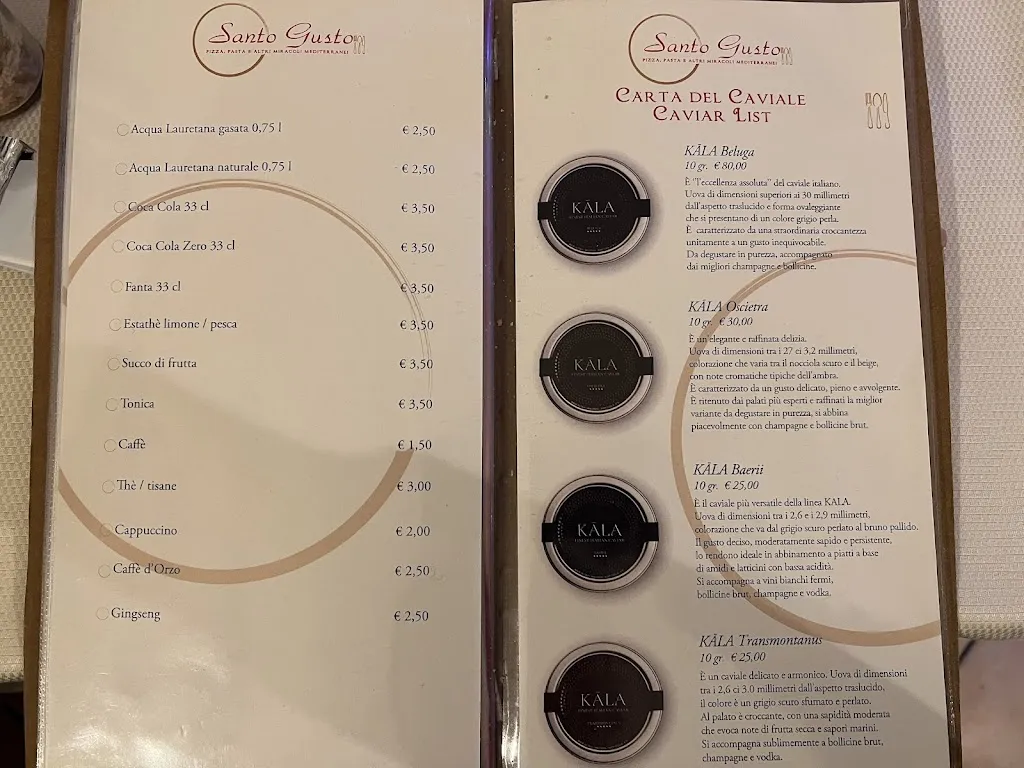 Santo Gusto
PIZZA, PASTA E ALTRI MIRACOLI MEDITERRANEI
Acqua Lauretana gasata 0,75 l € 2,50
Acqua Lauretana naturale 0,75 l € 2,50
Coca Cola 33 cl € 3,50
Coca Cola Zero 33 cl € 3,50
Fanta 33 cl € 3,50
Estathè limone / pesca € 3,50
Succo di frutta € 3,50
Tonica € 3,50
Caffè € 1,50
Thè / tisane € 3,00
Cappuccino € 2,00
Caffè d'Orzo € 2,50
Gingseng € 2,50
Santo Gusto
PIZZA, PASTA E ALTRI MIRACOLI MEDITERRANEI
CARTA DEL CAVIALE
CAVIAR LIST
KĀLA
KÂLA Beluga
10 gr. € 80,00
È "l'eccellenza assoluta" del caviale italiano.
Uova di dimensioni superiori ai 30 millimetri
dall'aspetto traslucido e forma ovaleggiante
che si presentano di un colore grigio perla.
È caratterizzato da una straordinaria croccantezza
unitamente a un gusto inequivocabile.
Da degustare in purezza, accompagnato
dai migliori champagne e bollicine.
KĀLA
KÂLA Oscietra
10 gr. € 30,00
È un'elegante e raffinata delizia.
Uova di dimensioni tra i 27 ei 3,2 millimetri,
colorazione che varia tra il nocciola scuro e il beige,
con note cromatiche tipiche dell'ambra.
È caratterizzato da un gusto delicato, pieno e avvolgente.
È ritenuto dai palati più esperti e raffinati la miglior
variante da degustare in purezza, si abbina
piacevolmente con champagne e bollicine brut.
KĀLA
KÂLA Baerii
10 gr. € 25,00
È il caviale più versatile della linea KALA.
Uova di dimensioni tra i 2,6 e i 2,9 millimetri,
colorazione che va dal grigio scuro perlato al bruno pallido.
Il gusto deciso, moderatamente sapido e persistente,
lo rendono ideale in abbinamento a piatti a base
di amidi e latticini con bassa acidità.
Si accompagna a vini bianchi fermi,
bollicine brut, champagne e vodka.
KĀLA
KÂLA Transmontanus
10 gr. € 25,00
È un caviale delicato e armonico. Uova di dimensioni
tra i 2,6 ei 3.0 millimetri dall'aspetto traslucido,
il colore è un grigio scuro sfumato e perlato.
Al palato è croccante, con una sapidità moderata
che evoca note di frutta secca e sapori marini.
Si accompagna sublimemente a bollicine brut,
champagne e vodka.